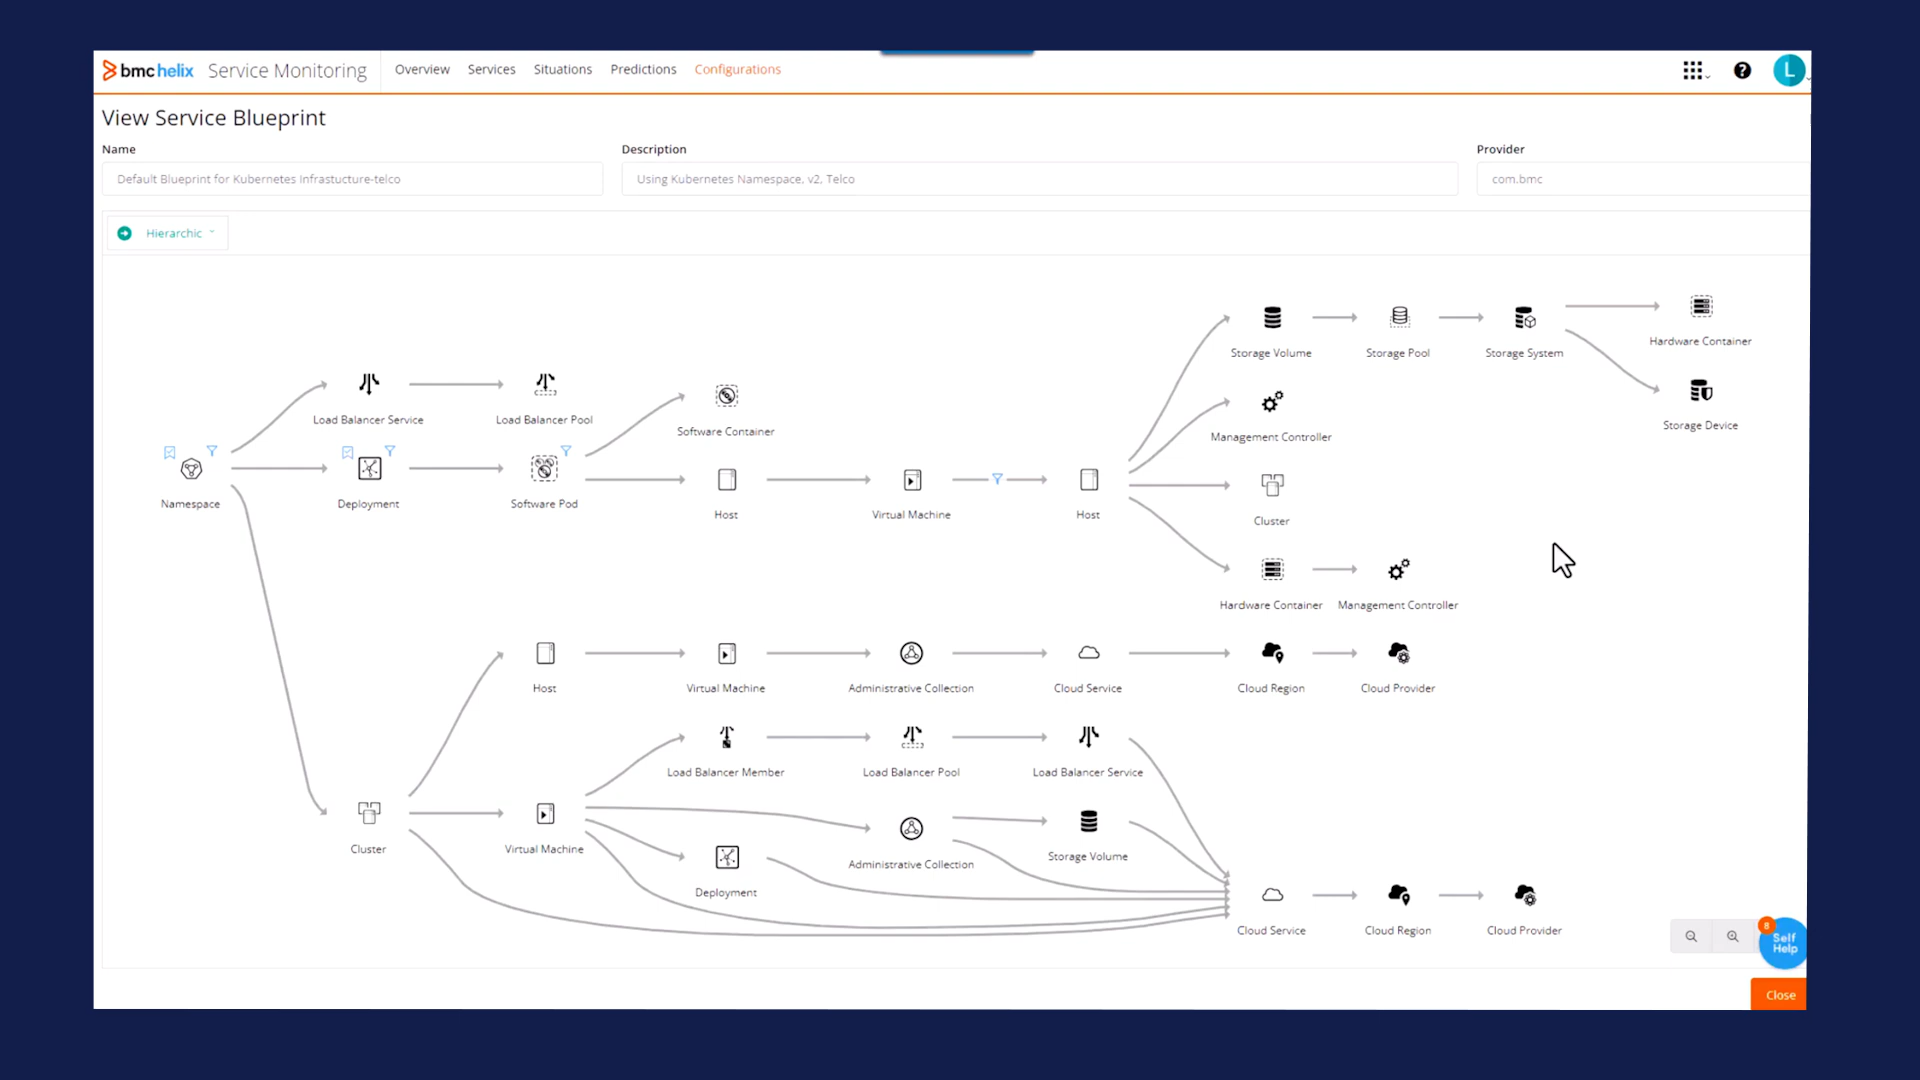 bmc helix Service Monitoring Overview Services Situations Predictions Configurations ? L
View Service Blueprint
Name Description Provider
Default Blueprint for Kubernetes Infrastucture-telco Using Kubernetes Namespace, v2, Telco com.bmc
Hierarchic
Hardware Container
Storage Volume Storage Pool Storage System
Load Balancer Service Load Balancer Pool
Storage Device
Software Container
Management Controller
Namespace Deployment Software Pod
Host Virtual Machine Host
Cluster
Hardware Container Management Controller
Host Virtual Machine Administrative Collection Cloud Service Cloud Region Cloud Provider
Load Balancer Member Load Balancer Pool Load Balancer Service
Cluster Virtual Machine
Storage Volume
Administrative Collection
Deployment
Cloud Service Cloud Region Cloud Provider
8
Self
Help
Close